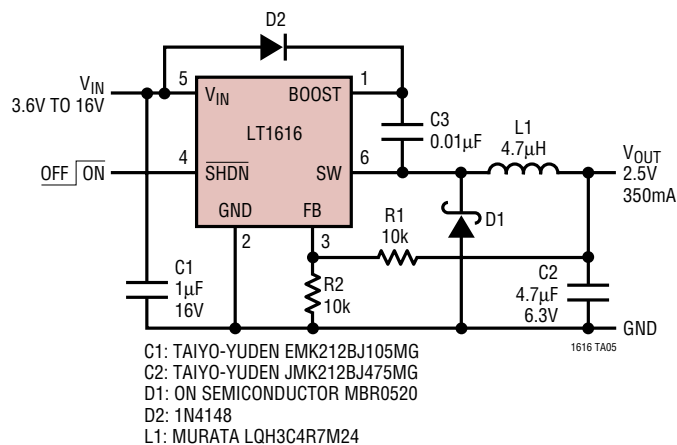 D2
VIN
3.6V TO 16V
5
VIN
BOOST
1
LT1616
C3
0.01µF
L1
4.7µH
VOUT
2.5V
350mA
OFF ON
4
SHDN
SW
6
GND
FB
2
3
R1
10k
D1
C1
1µF
16V
R2
10k
C2
4.7µF
6.3V
GND
1616 TA05
C1: TAIYO-YUDEN EMK212BJ105MG
C2: TAIYO-YUDEN JMK212BJ475MG
D1: ON SEMICONDUCTOR MBR0520
D2: 1N4148
L1: MURATA LQH3C4R7M24